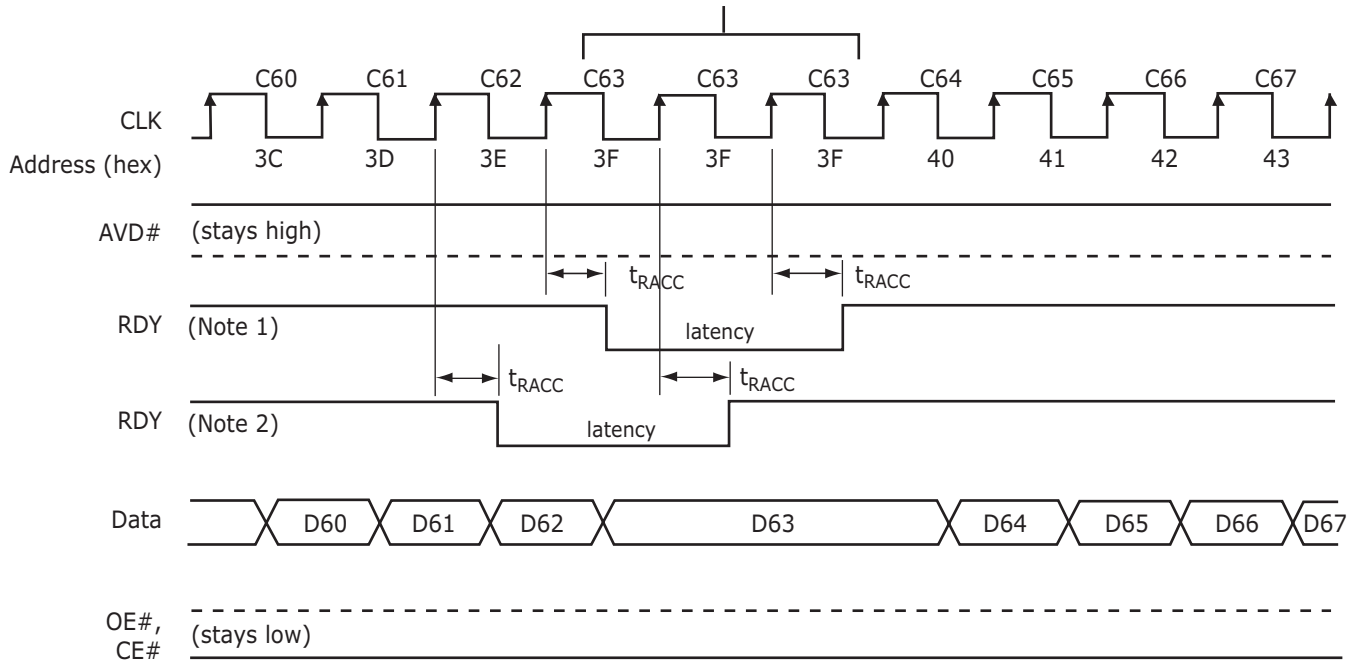 C60 C61 C62 C63 C63 C63 C64 C65 C66 C67
CLK
Address (hex) 3C 3D 3E 3F 3F 3F 40 41 42 43
AVD# (stays high)
tRACC tRACC
RDY (Note 1) latency
tRACC tRACC
RDY (Note 2) latency
Data D60 D61 D62 D63 D64 D65 D66 D67
OE#,
CE# (stays low)